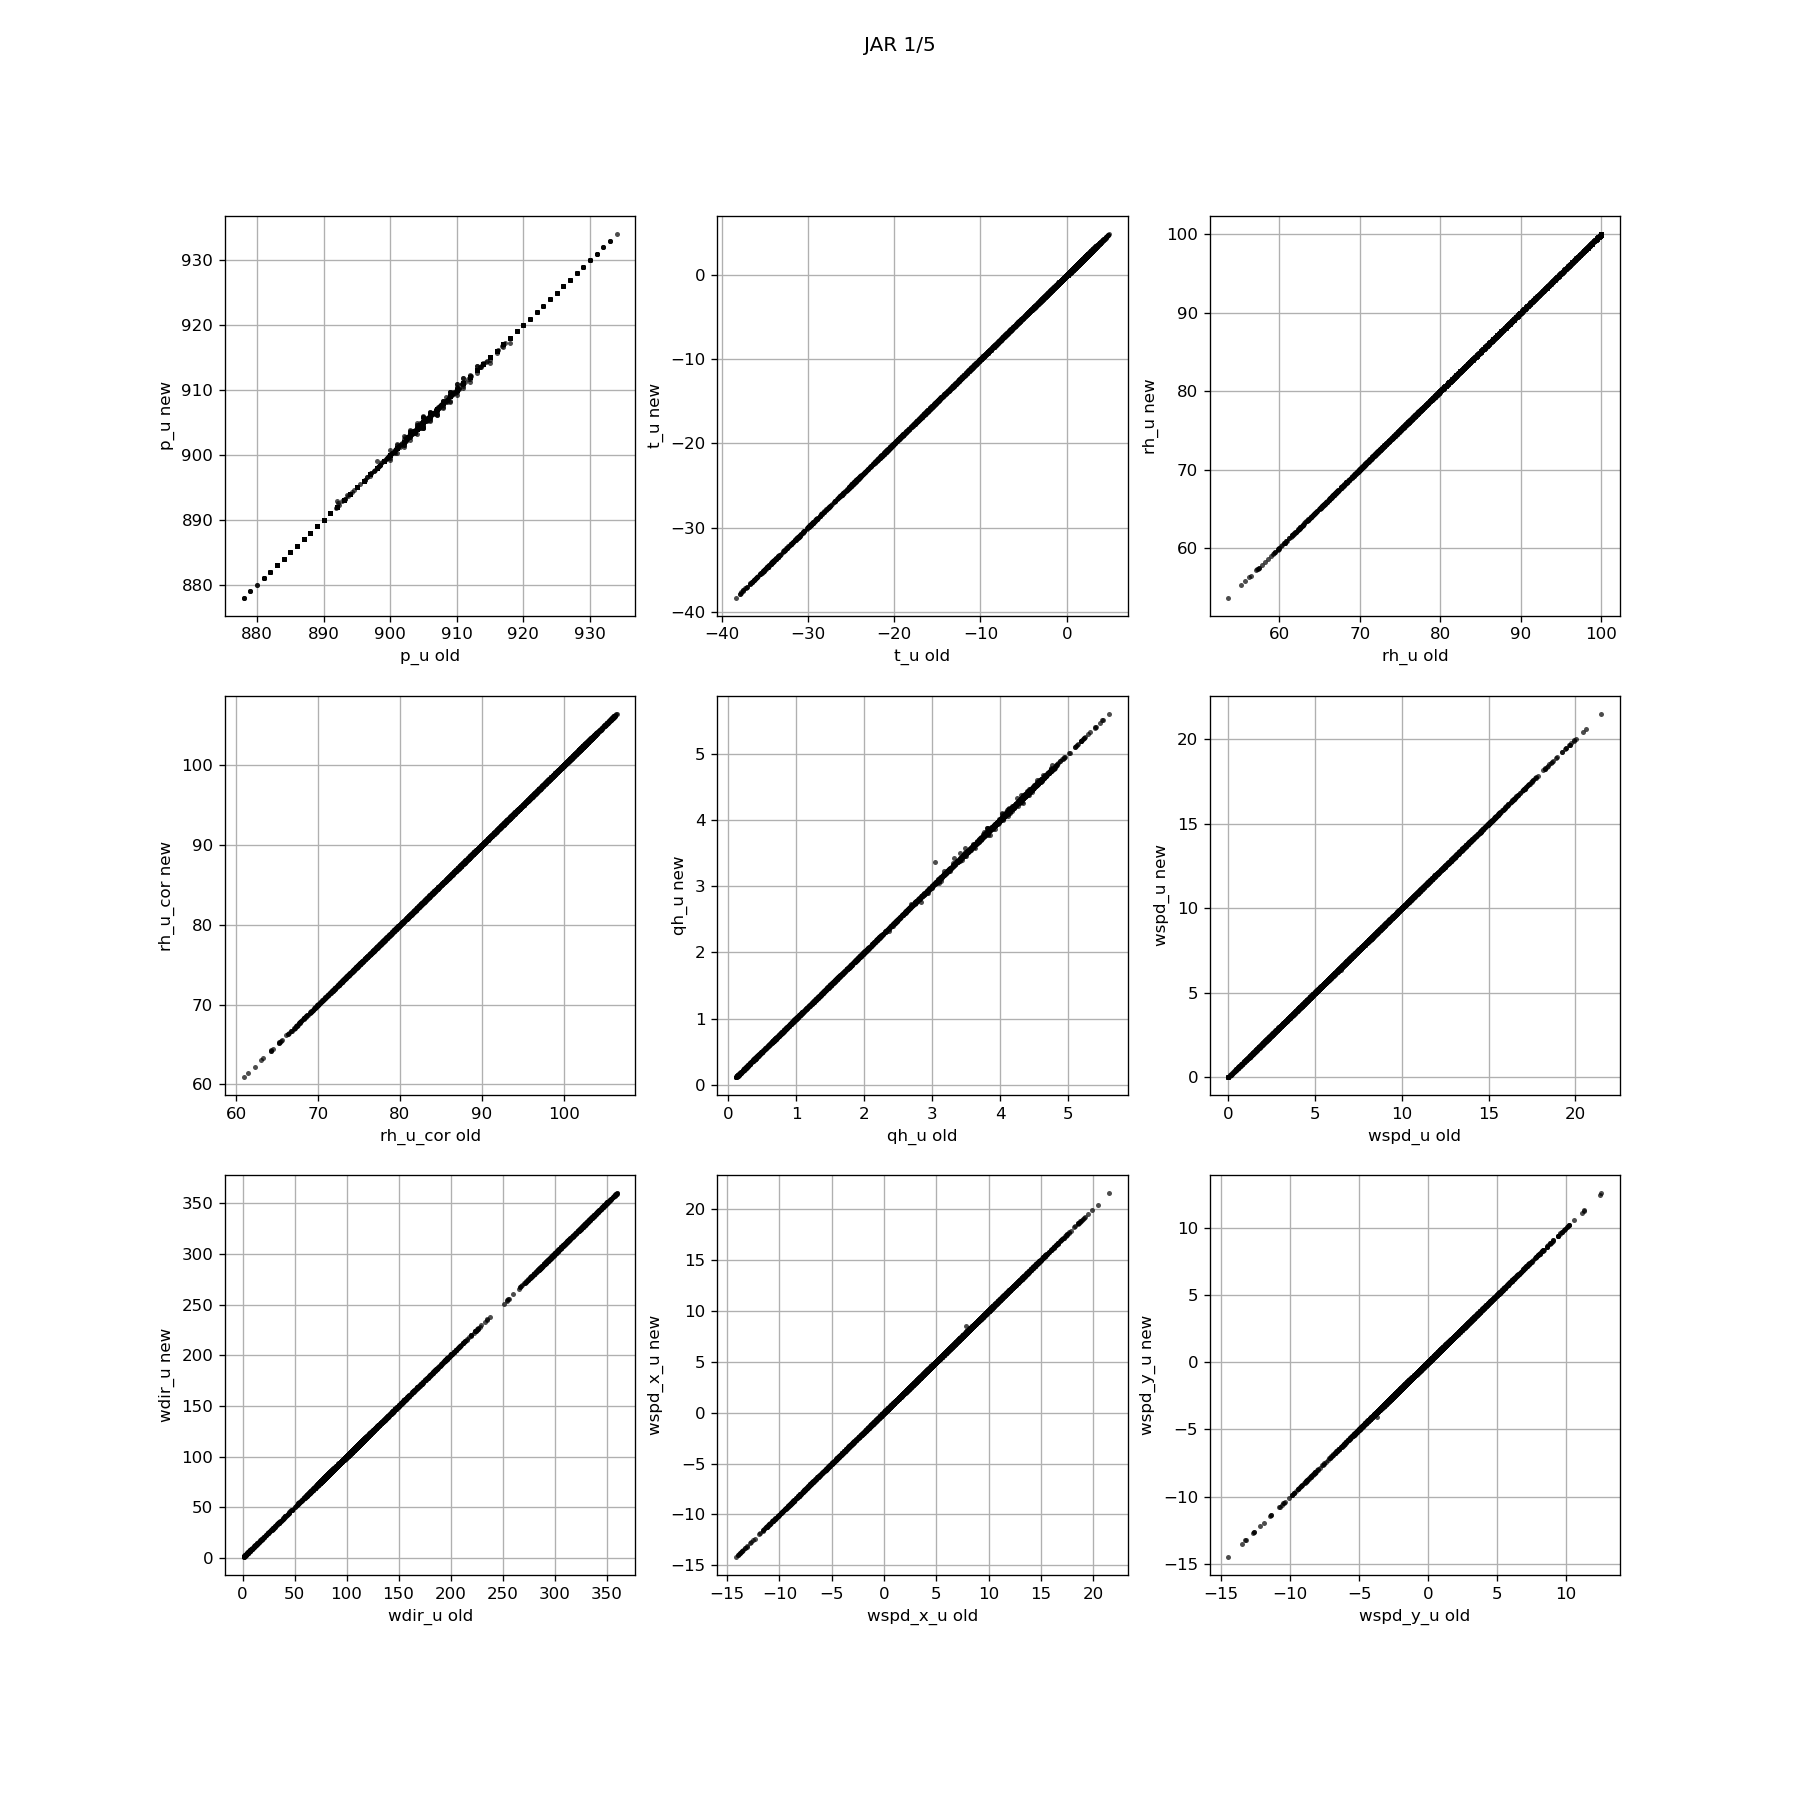 JAR 1/5
930
920
910
900
890
880
p_u new
880 890 900 910 920 930
p_u old
0
−10
−20
−30
−40
t_u new
−40 −30 −20 −10 0
t_u old
100
90
80
70
60
rh_u new
60 70 80 90 100
rh_u old
100
90
80
70
60
rh_u_cor new
60 70 80 90 100
rh_u_cor old
5
4
3
2
1
0
qh_u new
0 1 2 3 4 5
qh_u old
20
15
10
5
0
wspd_u new
0 5 10 15 20
wspd_u old
350
300
250
200
150
100
50
0
wdir_u new
0 50 100 150 200 250 300 350
wdir_u old
20
15
10
5
0
−5
−10
−15
wspd_x_u new
−15 −10 −5 0 5 10 15 20
wspd_x_u old
10
5
0
−5
−10
−15
wspd_y_u new
−15 −10 −5 0 5 10
wspd_y_u old